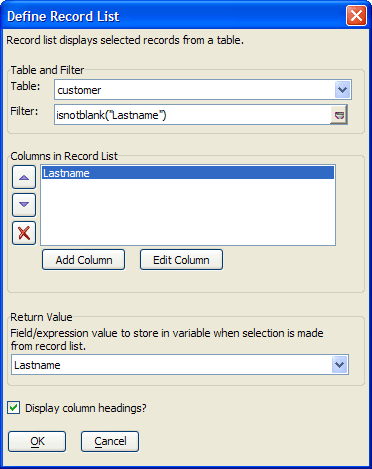 Define Record List
Record list displays selected records from a table.
Table and Filter
Table: customer
Filter: isnotblank("Lastname")
Columns in Record List
Lastname
Add Column Edit Column
Return Value
Field/expression value to store in variable when selection is made
from record list.
Lastname
Display column headings?
OK Cancel